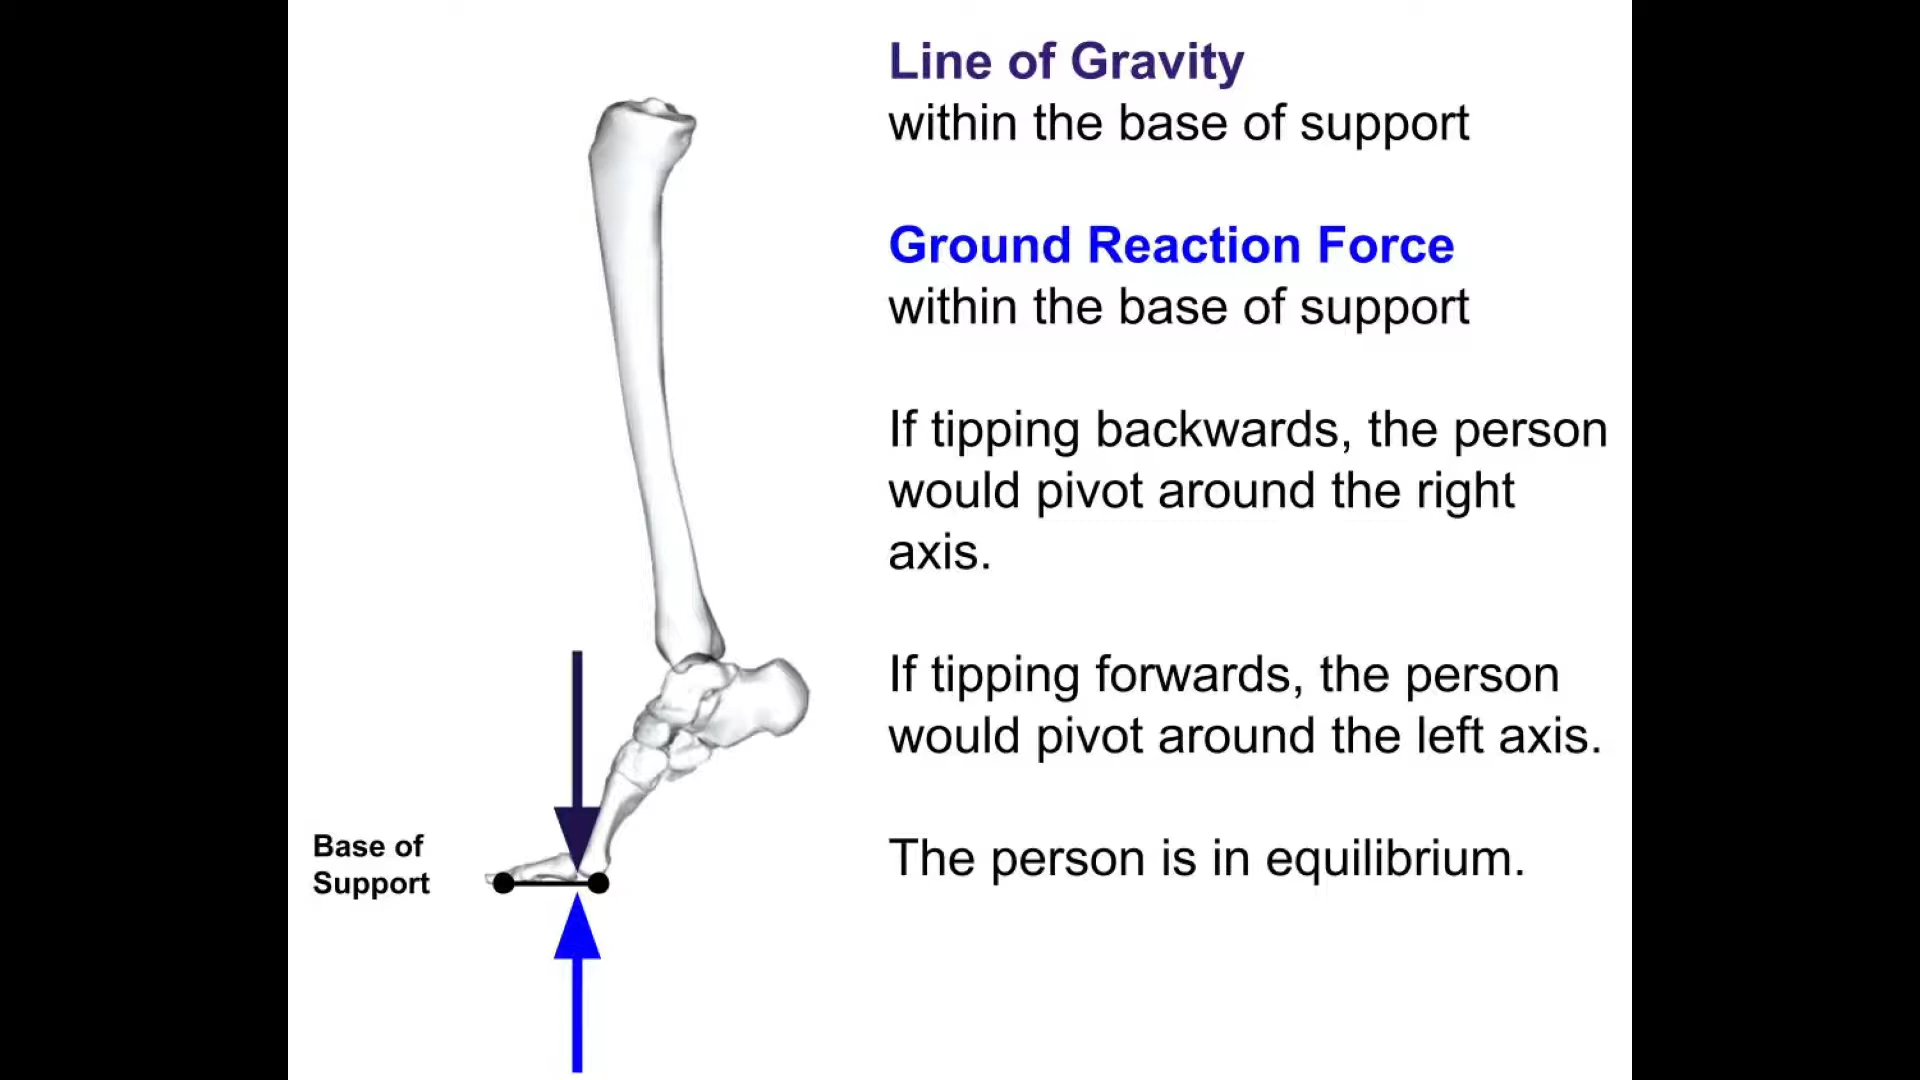 Line of Gravity
within the base of support
Ground Reaction Force
within the base of support
If tipping backwards, the person
would pivot around the right
axis.
If tipping forwards, the person
would pivot around the left axis.
The person is in equilibrium.
Base of
Support